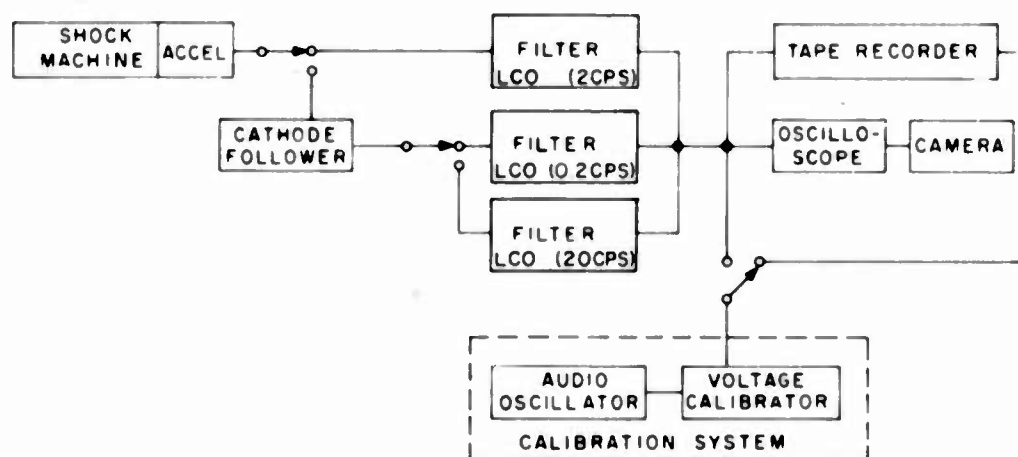 SHOCK
MACHINE
ACCEL
FILTER
LCO (2CPS)
TAPE RECORDER
CATHODE
FOLLOWER
FILTER
LCO (0.2CPS)
OSCILLO-
SCOPE
CAMERA
FILTER
LCO (20CPS)
AUDIO
OSCILLATOR
VOLTAGE
CALIBRATOR
CALIBRATION SYSTEM